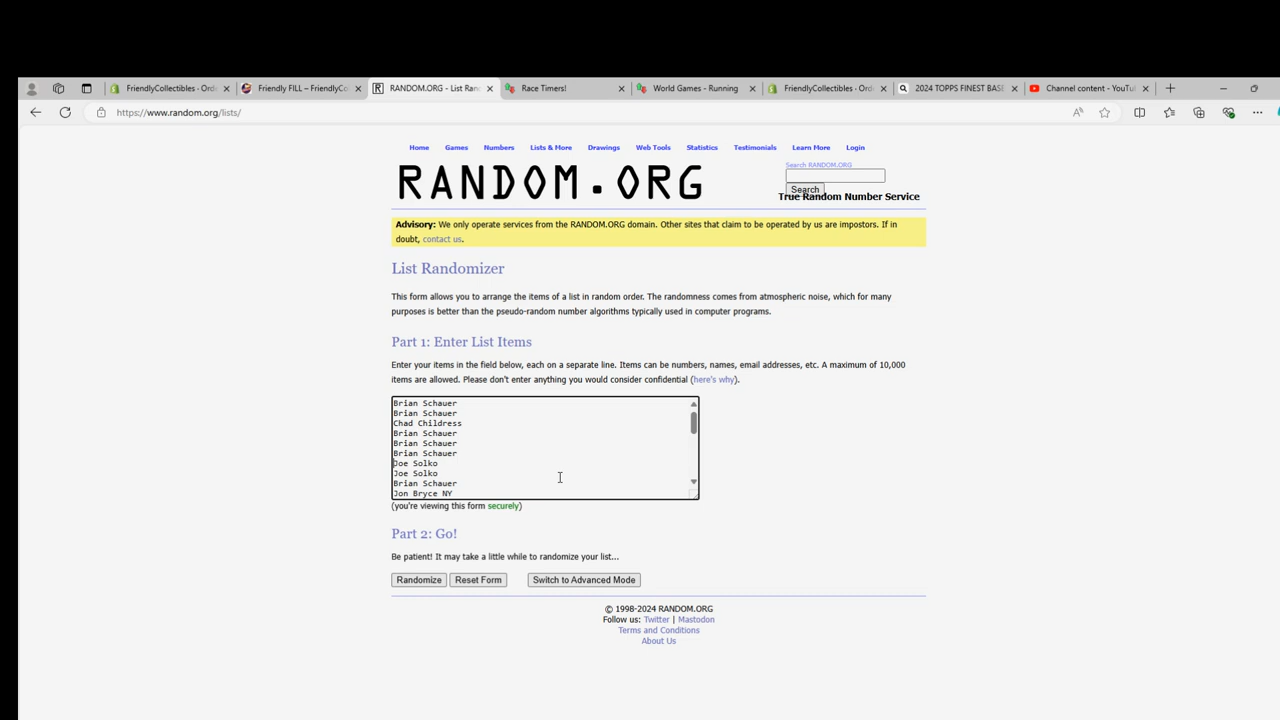 FriendlyCollectibles - Orde
Friendly FILL – FriendlyCo
RANDOM.ORG - List Ran
Race Timers!
World Games - Running
FriendlyCollectibles - Orde
2024 TOPPS FINEST BASE
Channel content - YouTu
https://www.random.org/lists/
Home Games Numbers Lists & More Drawings Web Tools Statistics Testimonials Learn More Login
RANDOM.ORG
Search RANDOM.ORG
Search
True Random Number Service
Advisory: We only operate services from the RANDOM.ORG domain. Other sites that claim to be operated by us are impostors. If in
doubt, contact us.
List Randomizer
This form allows you to arrange the items of a list in random order. The randomness comes from atmospheric noise, which for many
purposes is better than the pseudo-random number algorithms typically used in computer programs.
Part 1: Enter List Items
Enter your items in the field below, each on a separate line. Items can be numbers, names, email addresses, etc. A maximum of 10,000
items are allowed. Please don't enter anything you would consider confidential (here's why).
Brian Schauer
Brian Schauer
Chad Childress
Brian Schauer
Brian Schauer
Brian Schauer
Joe Solko
Joe Solko
Brian Schauer
Jon Bryce NY
(you're viewing this form securely)
Part 2: Go!
Be patient! It may take a little while to randomize your list...
Randomize Reset Form Switch to Advanced Mode
© 1998-2024 RANDOM.ORG
Follow us: Twitter | Mastodon
Terms and Conditions
About Us